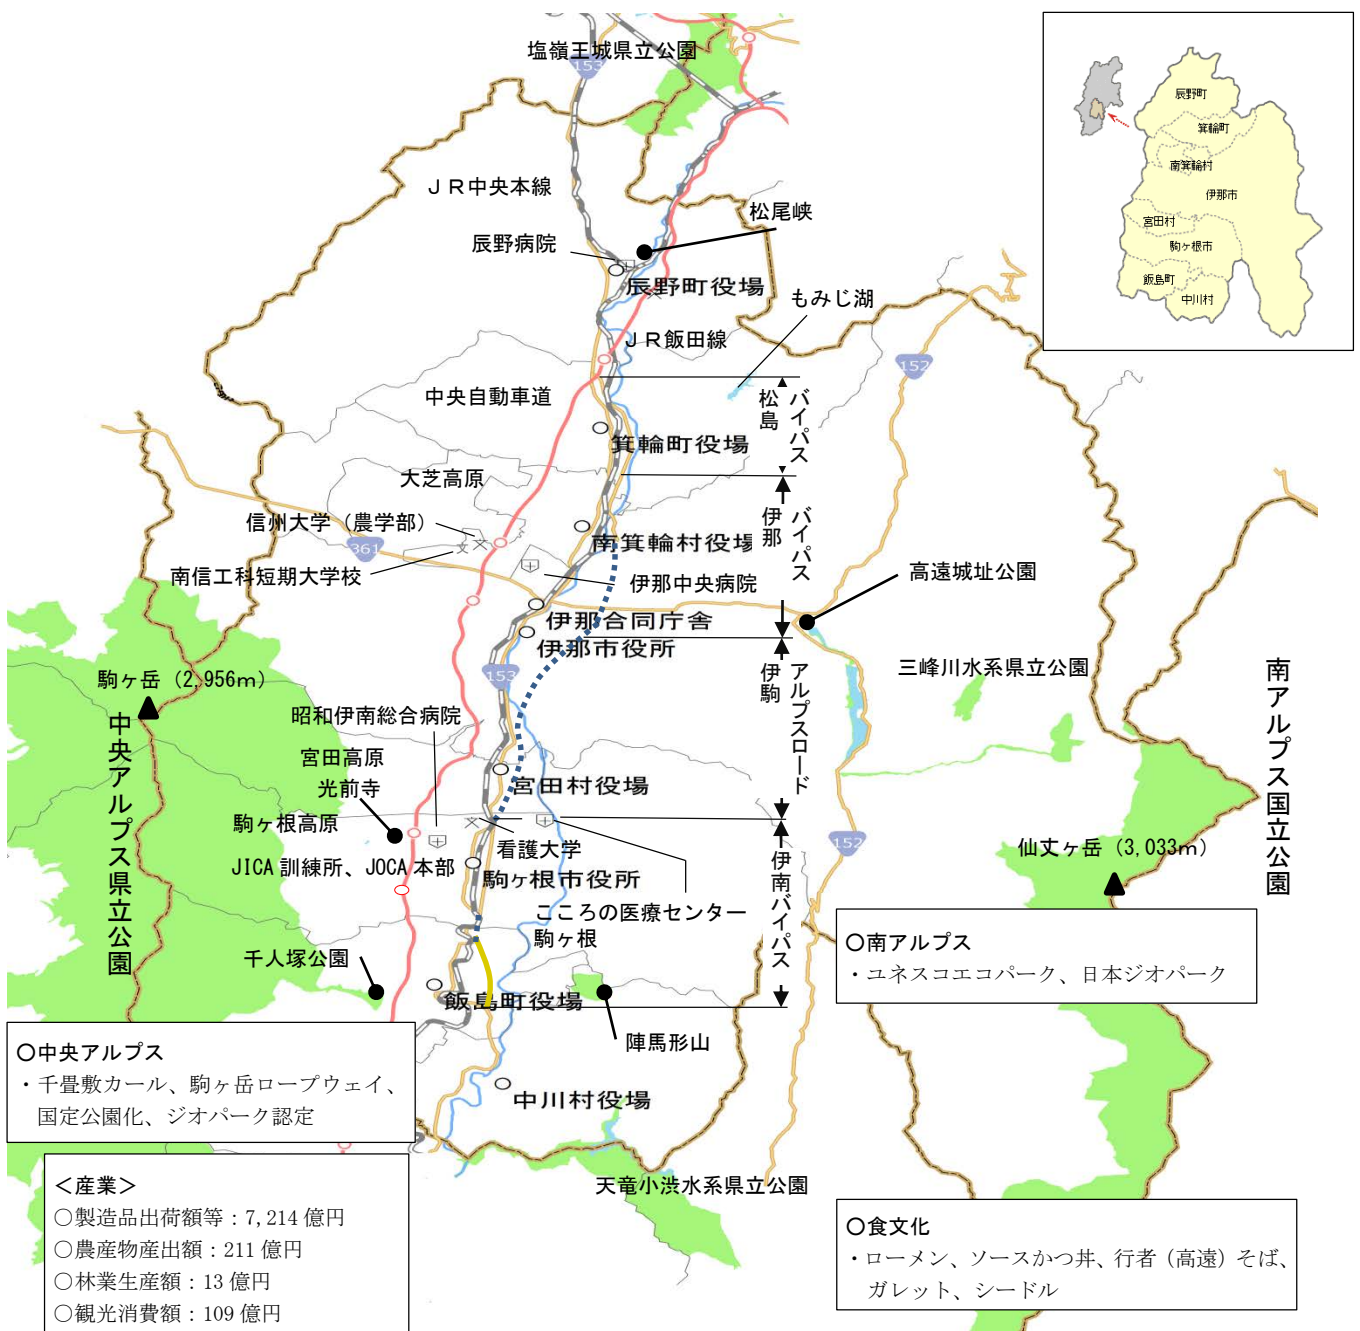 塩嶺王城県立公園
153
辰野町
箕輪町
南箕輪村
伊那市
宮田村
駒ヶ根市
飯島町
中川村
JR中央本線
松尾峡
辰野病院
辰野町役場
もみじ湖
JR飯田線
152
中央自動車道
松島
バイパス
箕輪町役場
大芝高原
伊那
バイパス
信州大学(農学部)
361
南箕輪村役場
南信工科短期大学校
伊那中央病院
高遠城址公園
伊那合同庁舎
伊那市役所
三峰川水系県立公園
153
伊駒
アルプスロード
南アルプス国立公園
駒ヶ岳(2,956m)
中央アルプス県立公園
昭和伊南総合病院
宮田高原
宮田村役場
光前寺
駒ヶ根高原
看護大学
152
仙丈ヶ岳(3,033m)
JICA訓練所、JOCA本部
駒ヶ根市役所
伊南バイパス
こころの医療センター
駒ヶ根
千人塚公園
飯島町役場
陣馬形山
中川村役場
天竜小渋水系県立公園
○南アルプス
・ユネスコエコパーク、日本ジオパーク
○中央アルプス
・千畳敷カール、駒ヶ岳ロープウェイ、
国定公園化、ジオパーク認定
<産業>
○製造品出荷額等:7,214億円
○農産物産出額:211億円
○林業生産額:13億円
○観光消費額:109億円
○食文化
・ローメン、ソースかつ丼、行者(高遠)そば、
ガレット、シードル